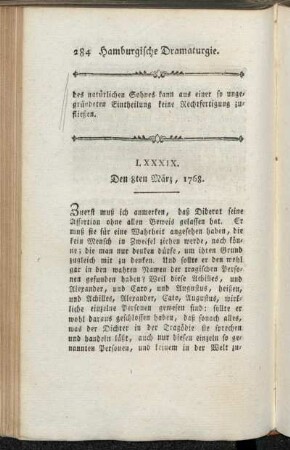 284 Hamburgische Dramaturgie.
des natürlichen Sohnes kann aus einer so unge-
gründeten Eintheilung keine Rechtfertigung zu-
fließen.
LXXXIX.
Den 8ten März, 1768.
Zuerst muß ich anmerken, daß Diderot seine
Assertion ohne allen Beweis gelassen hat. Er
muß sie für eine Wahrheit angesehen haben, die
kein Mensch in Zweifel ziehen werde, noch kön-
ne; die man nur denken dürfe, um ihren Grund
zugleich mit zu denken. Und sollte er den wohl
gar in den wahren Namen der tragischen Perso-
nen gefunden haben? Weil diese Achilles, und
Alexander, und Cato, und Augustus, heissen,
und Achilles, Alexander, Cato, Augustus, wirk-
liche einzelne Personen gewesen sind: sollte er
wohl daraus geschlossen haben, daß sonach alles,
was der Dichter in der Tragödie sie sprechen
und handeln läßt, auch nur diesen einzeln so ge-
nannten Personen, und keinem in der Welt zu-